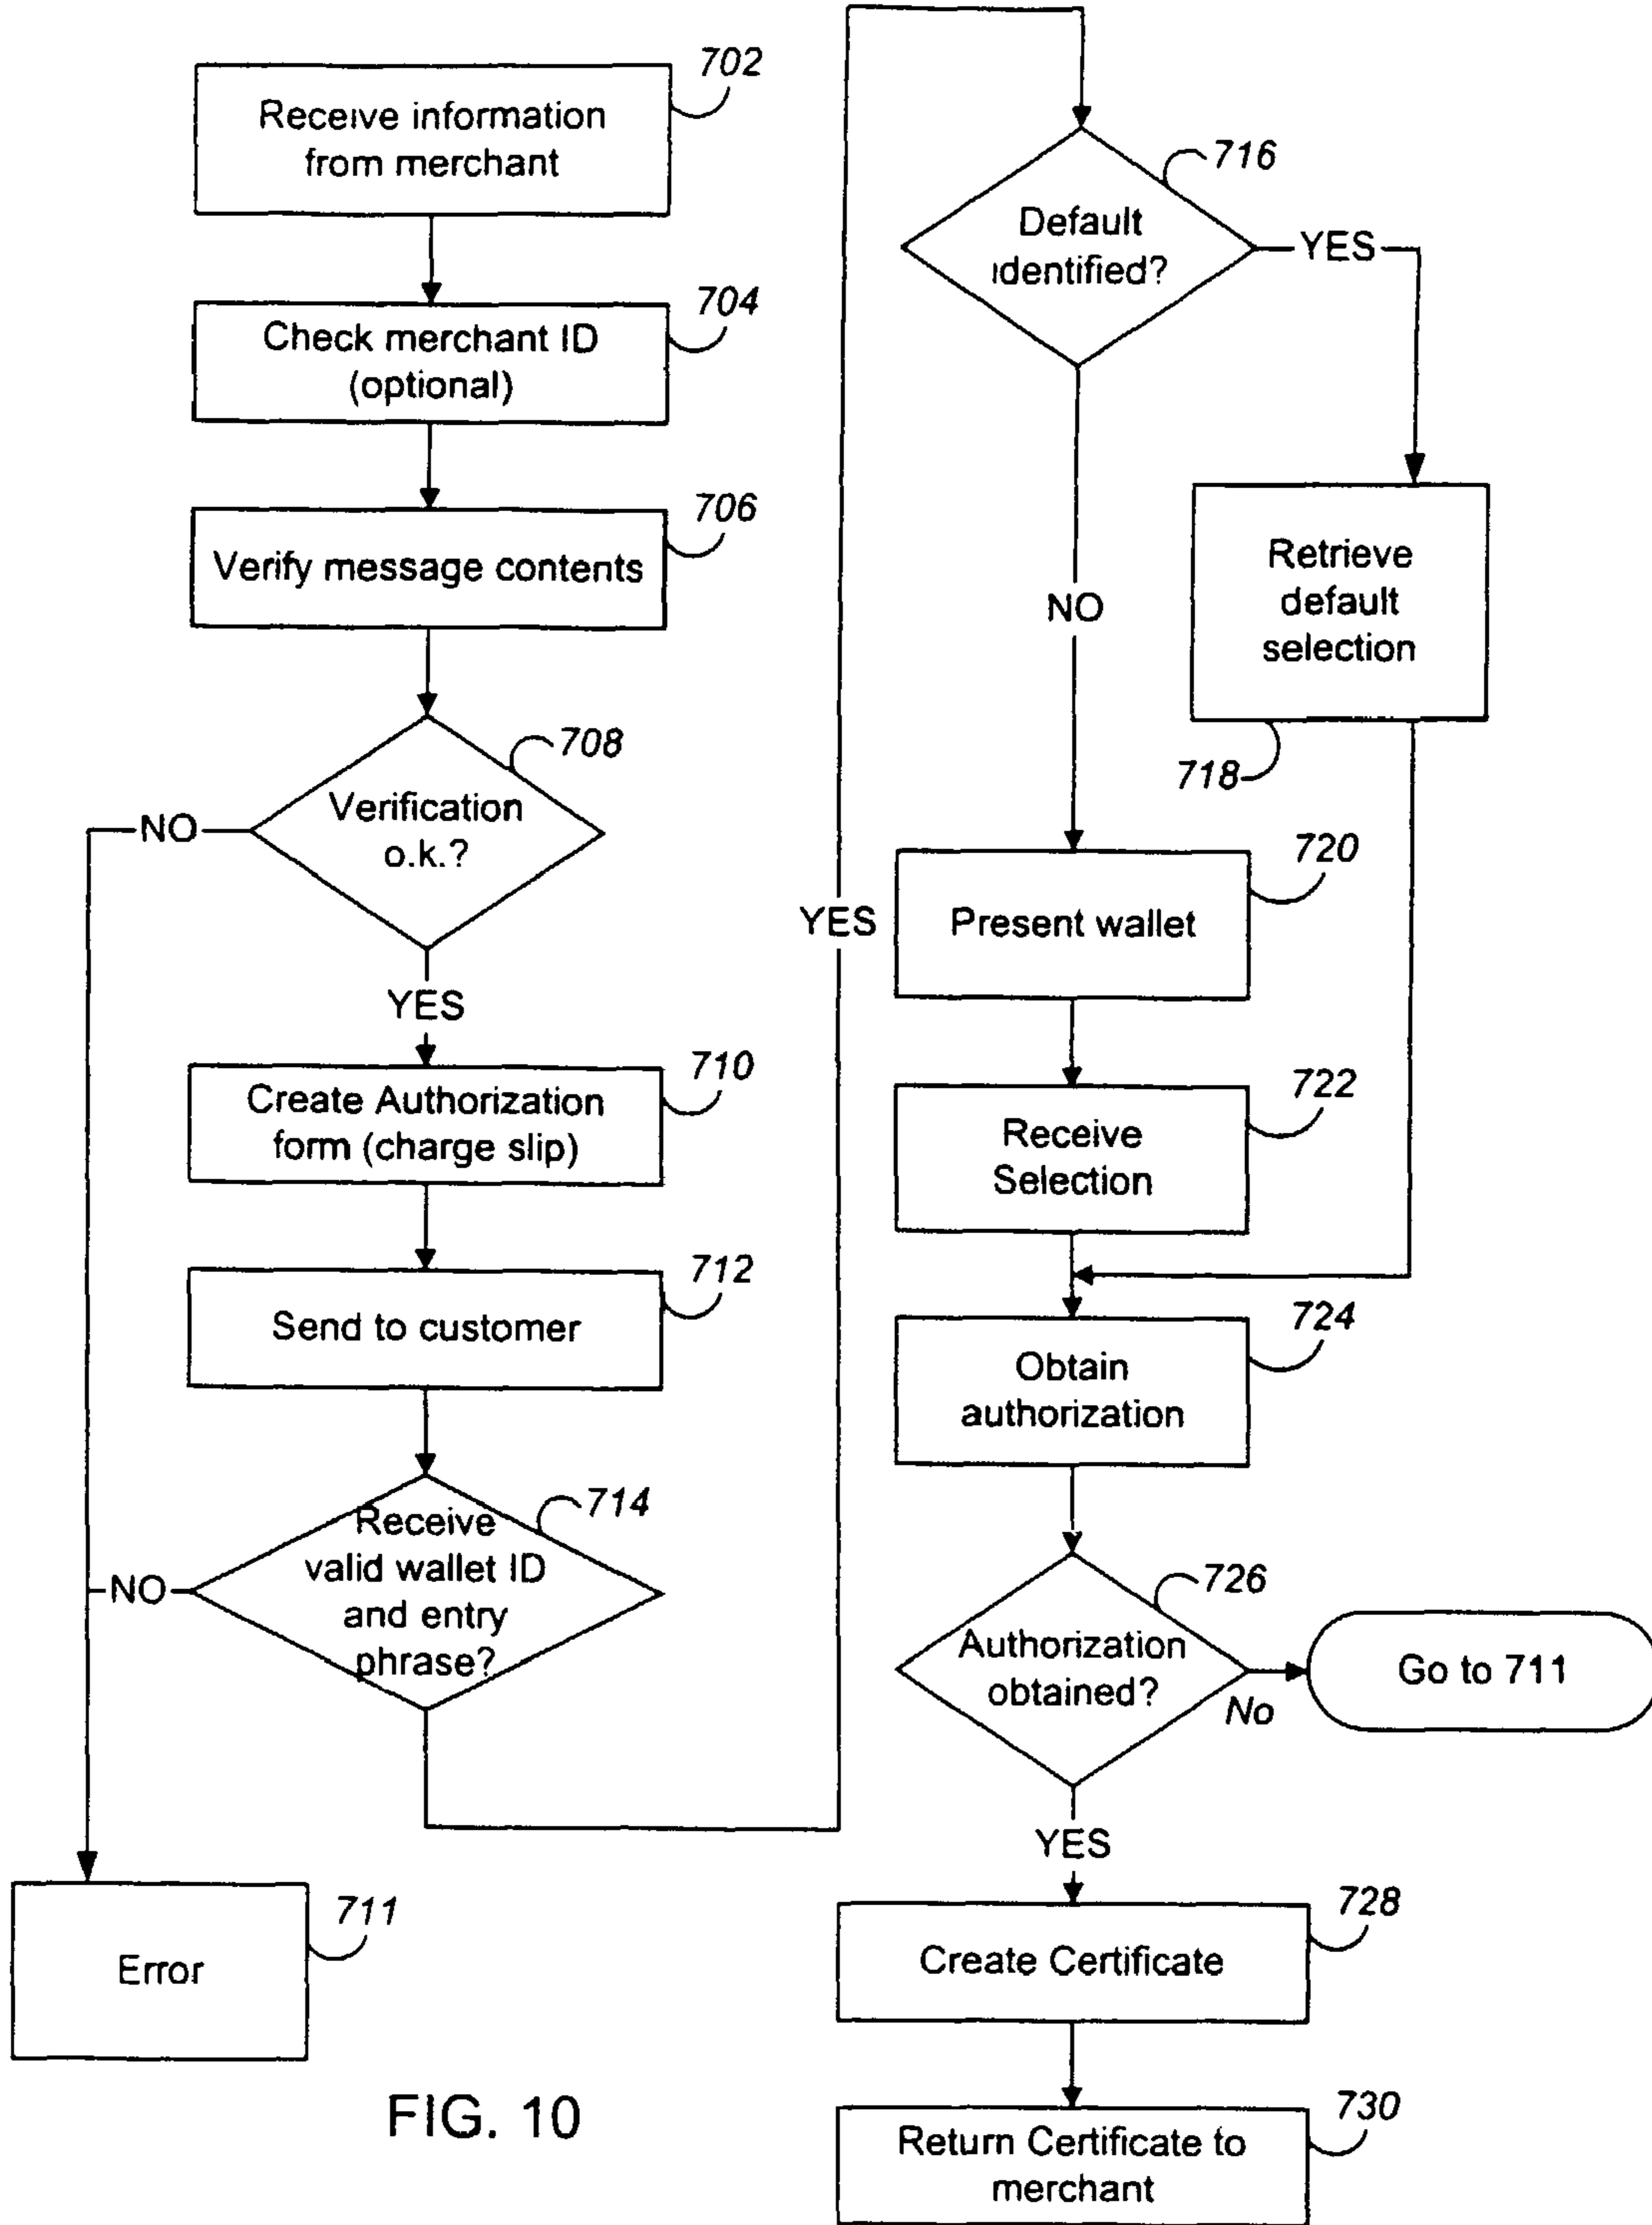 702
Receive information
from merchant
704
Check merchant ID
(optional)
706
Verify message contents
708
Verification
o.k.?
NO
YES
710
Create Authorization
form (charge slip)
712
Send to customer
714
Receive
valid wallet ID
and entry
phrase?
NO
YES
711
Error
716
Default
identified?
YES
NO
Retrieve
default
selection
718
720
Present wallet
722
Receive
Selection
724
Obtain
authorization
726
Authorization
obtained?
No
Go to 711
YES
728
Create Certificate
730
Return Certificate to
merchant
FIG. 10